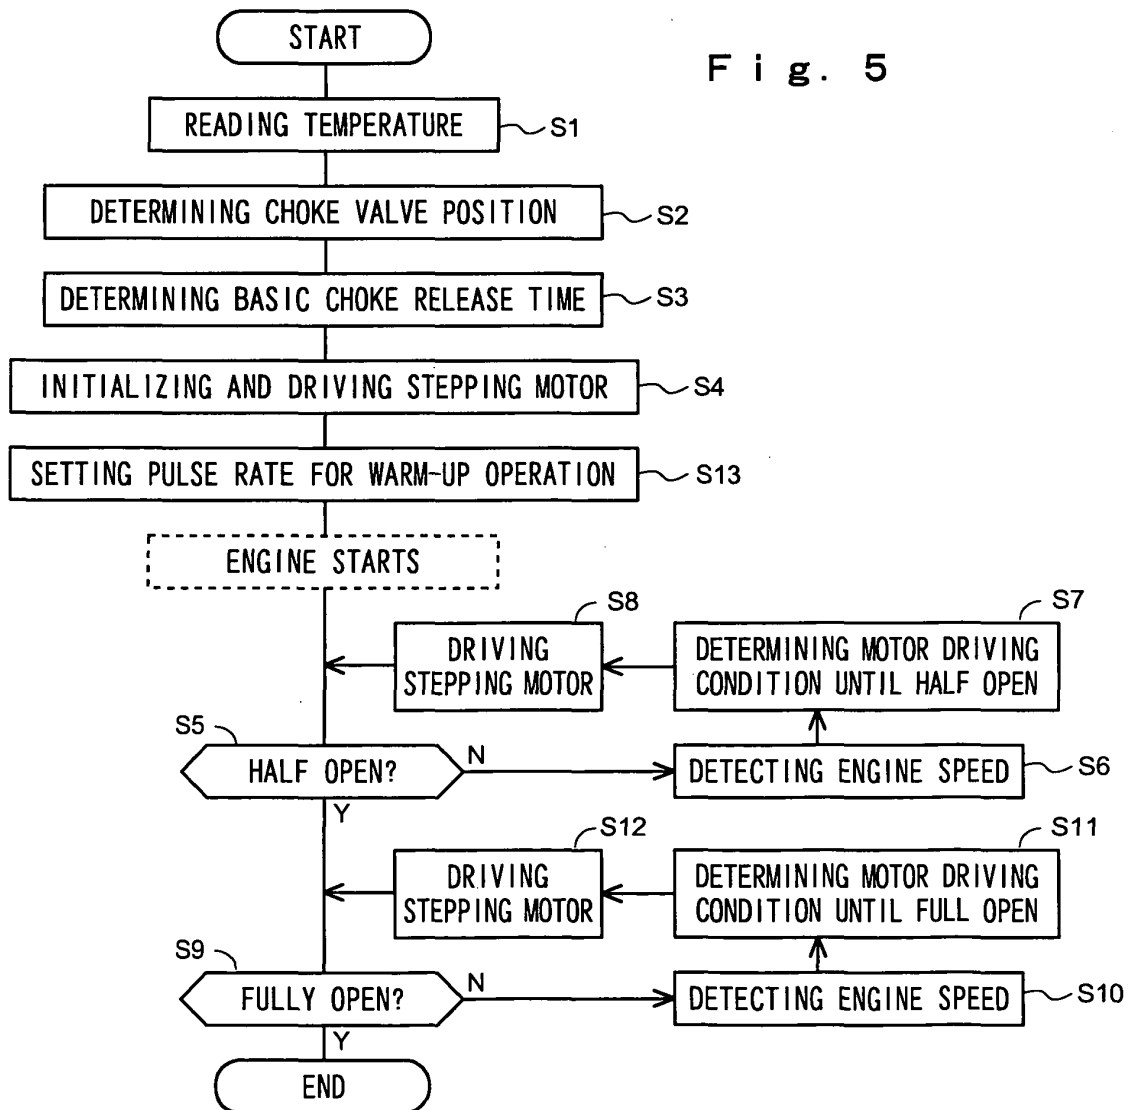 START
Fig. 5
READING TEMPERATURE
S1
DETERMINING CHOKE VALVE POSITION
S2
DETERMINING BASIC CHOKE RELEASE TIME
S3
INITIALIZING AND DRIVING STEPPING MOTOR
S4
SETTING PULSE RATE FOR WARM-UP OPERATION
S13
ENGINE STARTS
S8
S7
DRIVING
STEPPING MOTOR
DETERMINING MOTOR DRIVING
CONDITION UNTIL HALF OPEN
S5
HALF OPEN?
N
DETECTING ENGINE SPEED
S6
Y
S12
S11
DRIVING
STEPPING MOTOR
DETERMINING MOTOR DRIVING
CONDITION UNTIL FULL OPEN
S9
FULLY OPEN?
N
DETECTING ENGINE SPEED
S10
Y
END